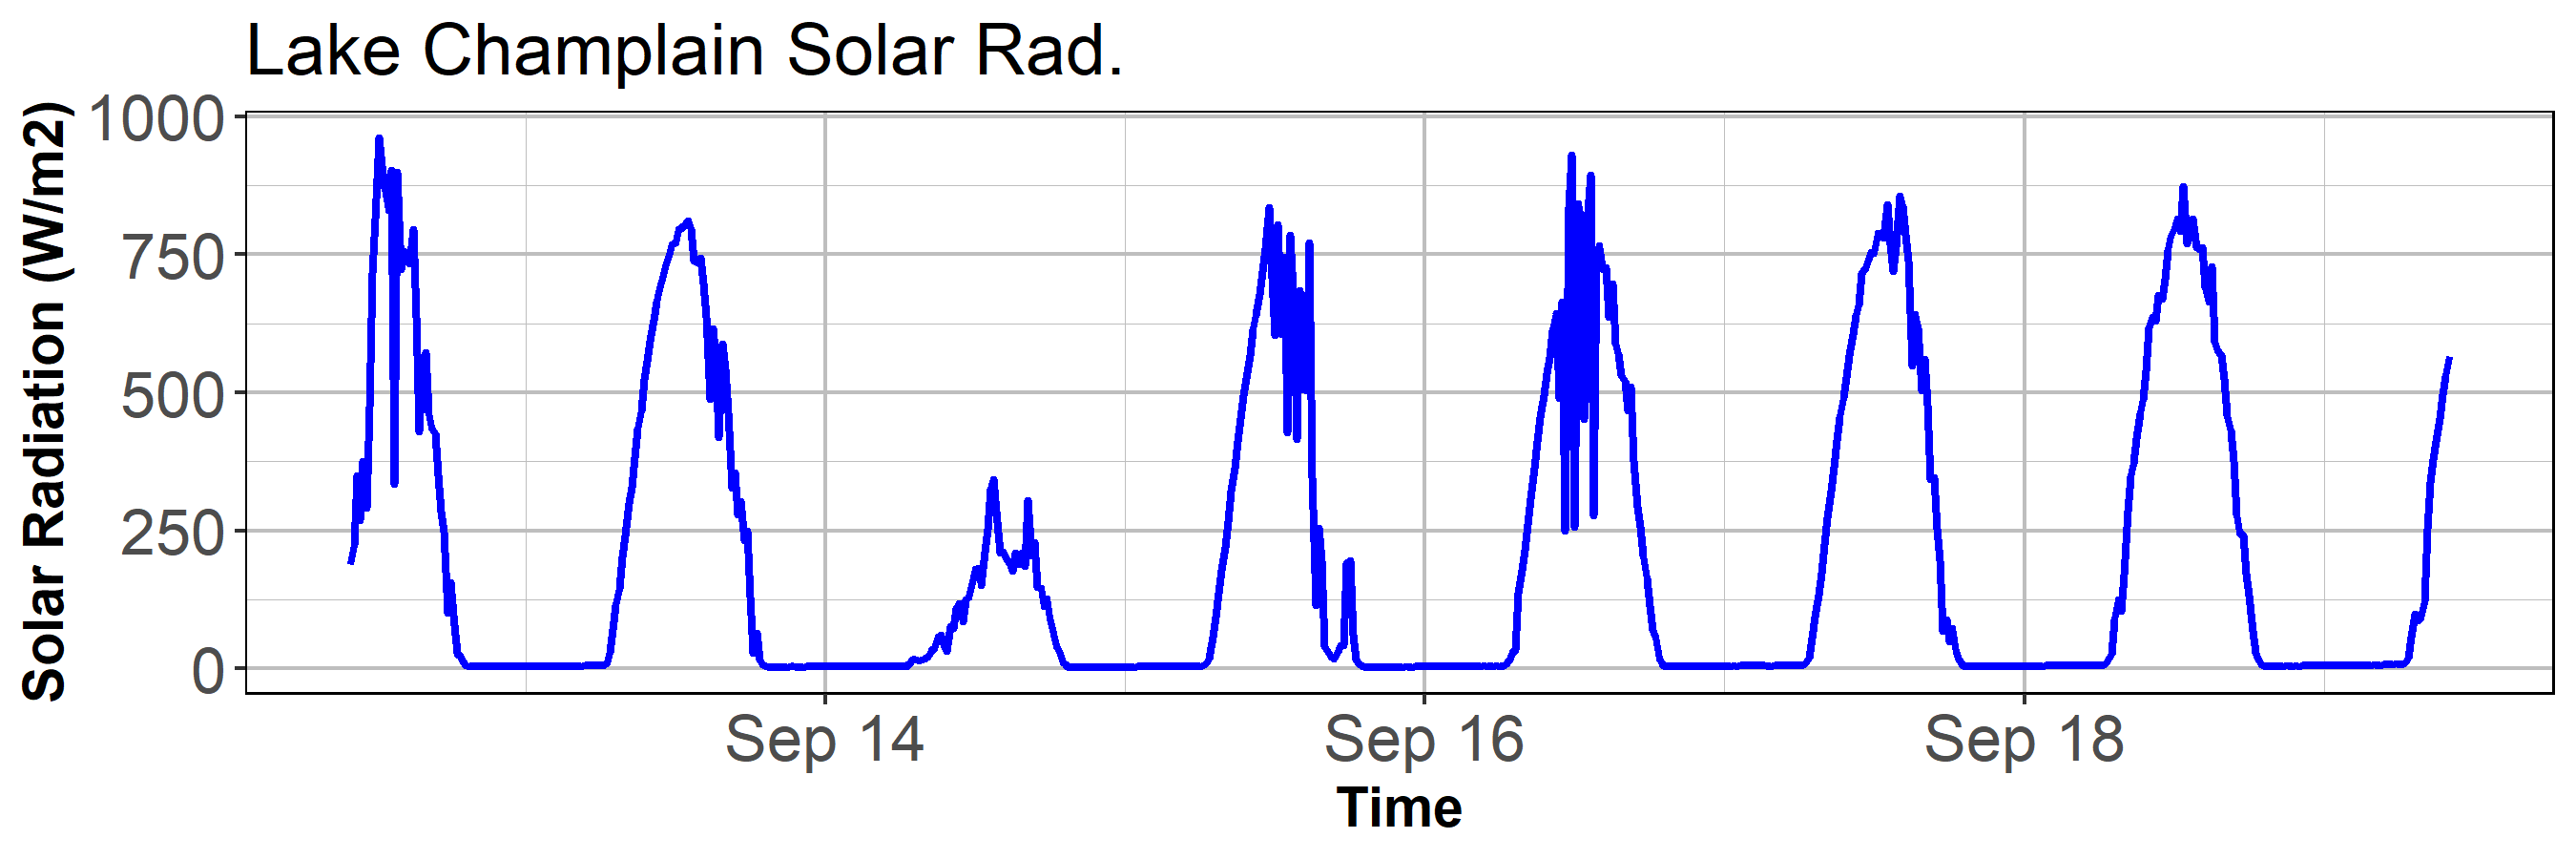 Lake Champlain Solar Rad.
Solar Radiation (W/m2)
1000
750
500
250
0
Sep 14
Sep 16
Sep 18
Time